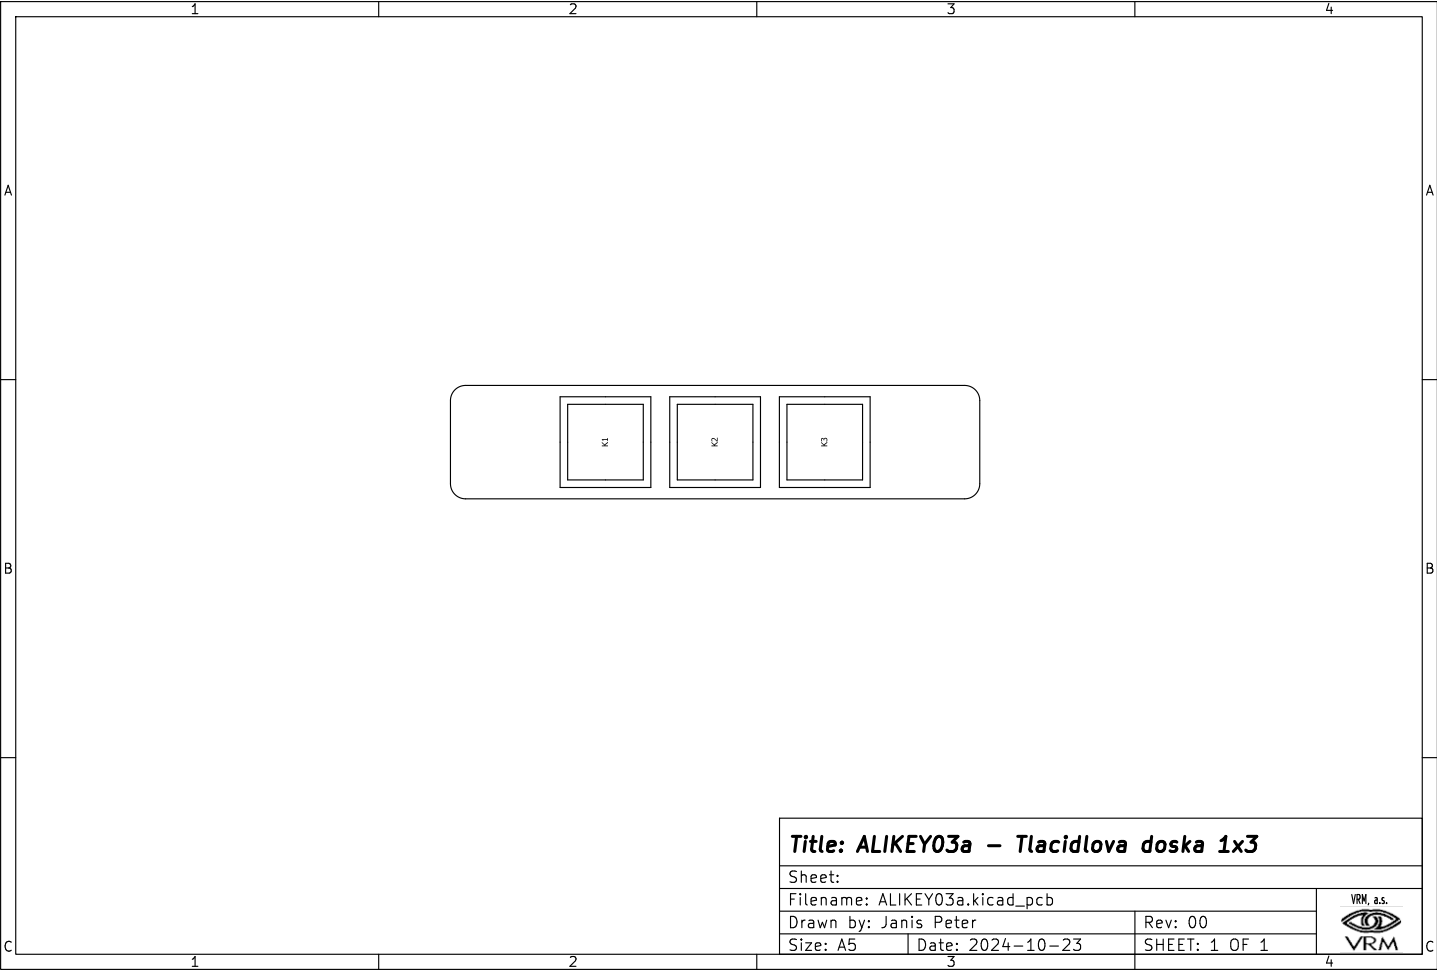 1 2 3 4
A A
K1 K2 K3
B B
Title: ALIKEY03a – Tlacidlova doska 1x3
Sheet:
Filename: ALIKEY03a.kicad_pcb
VRM, a.s.
Drawn by: Janis Peter Rev: 00
Size: A5 Date: 2024-10-23 SHEET: 1 OF 1
VRM
C C
1 2 3 4